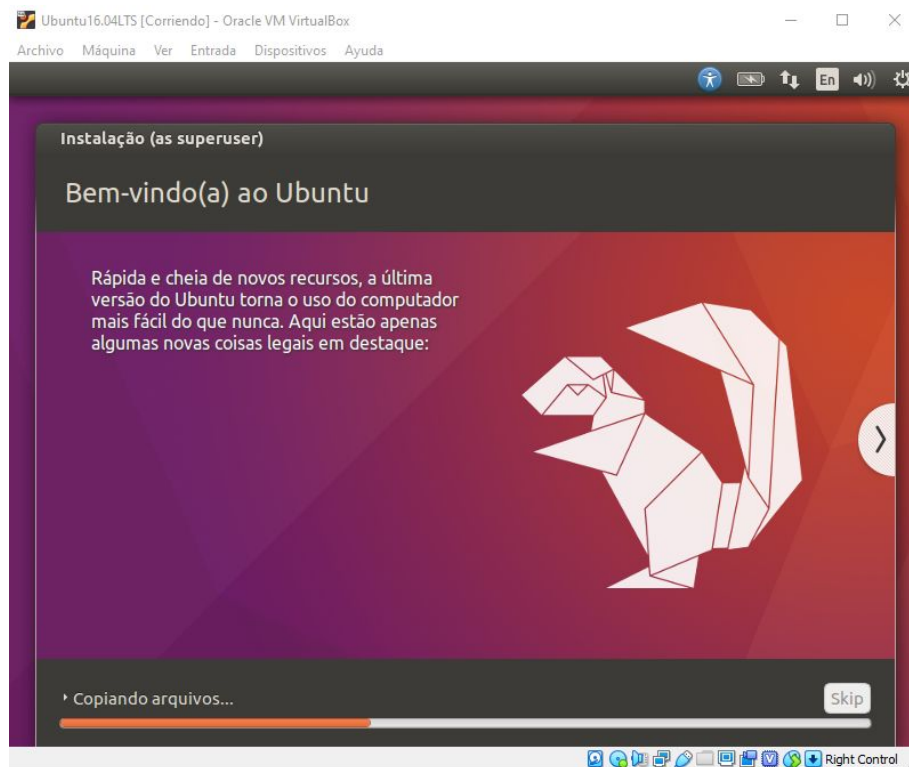 Ubuntu16.04LTS [Corriendo] - Oracle VM VirtualBox
Archivo Máquina Ver Entrada Dispositivos Ayuda
En
Instalação (as superuser)
Bem-vindo(a) ao Ubuntu
Rápida e cheia de novos recursos, a última
versão do Ubuntu torna o uso do computador
mais fácil do que nunca. Aqui estão apenas
algumas novas coisas legais em destaque:
Copiando arquivos...
Skip
Right Control